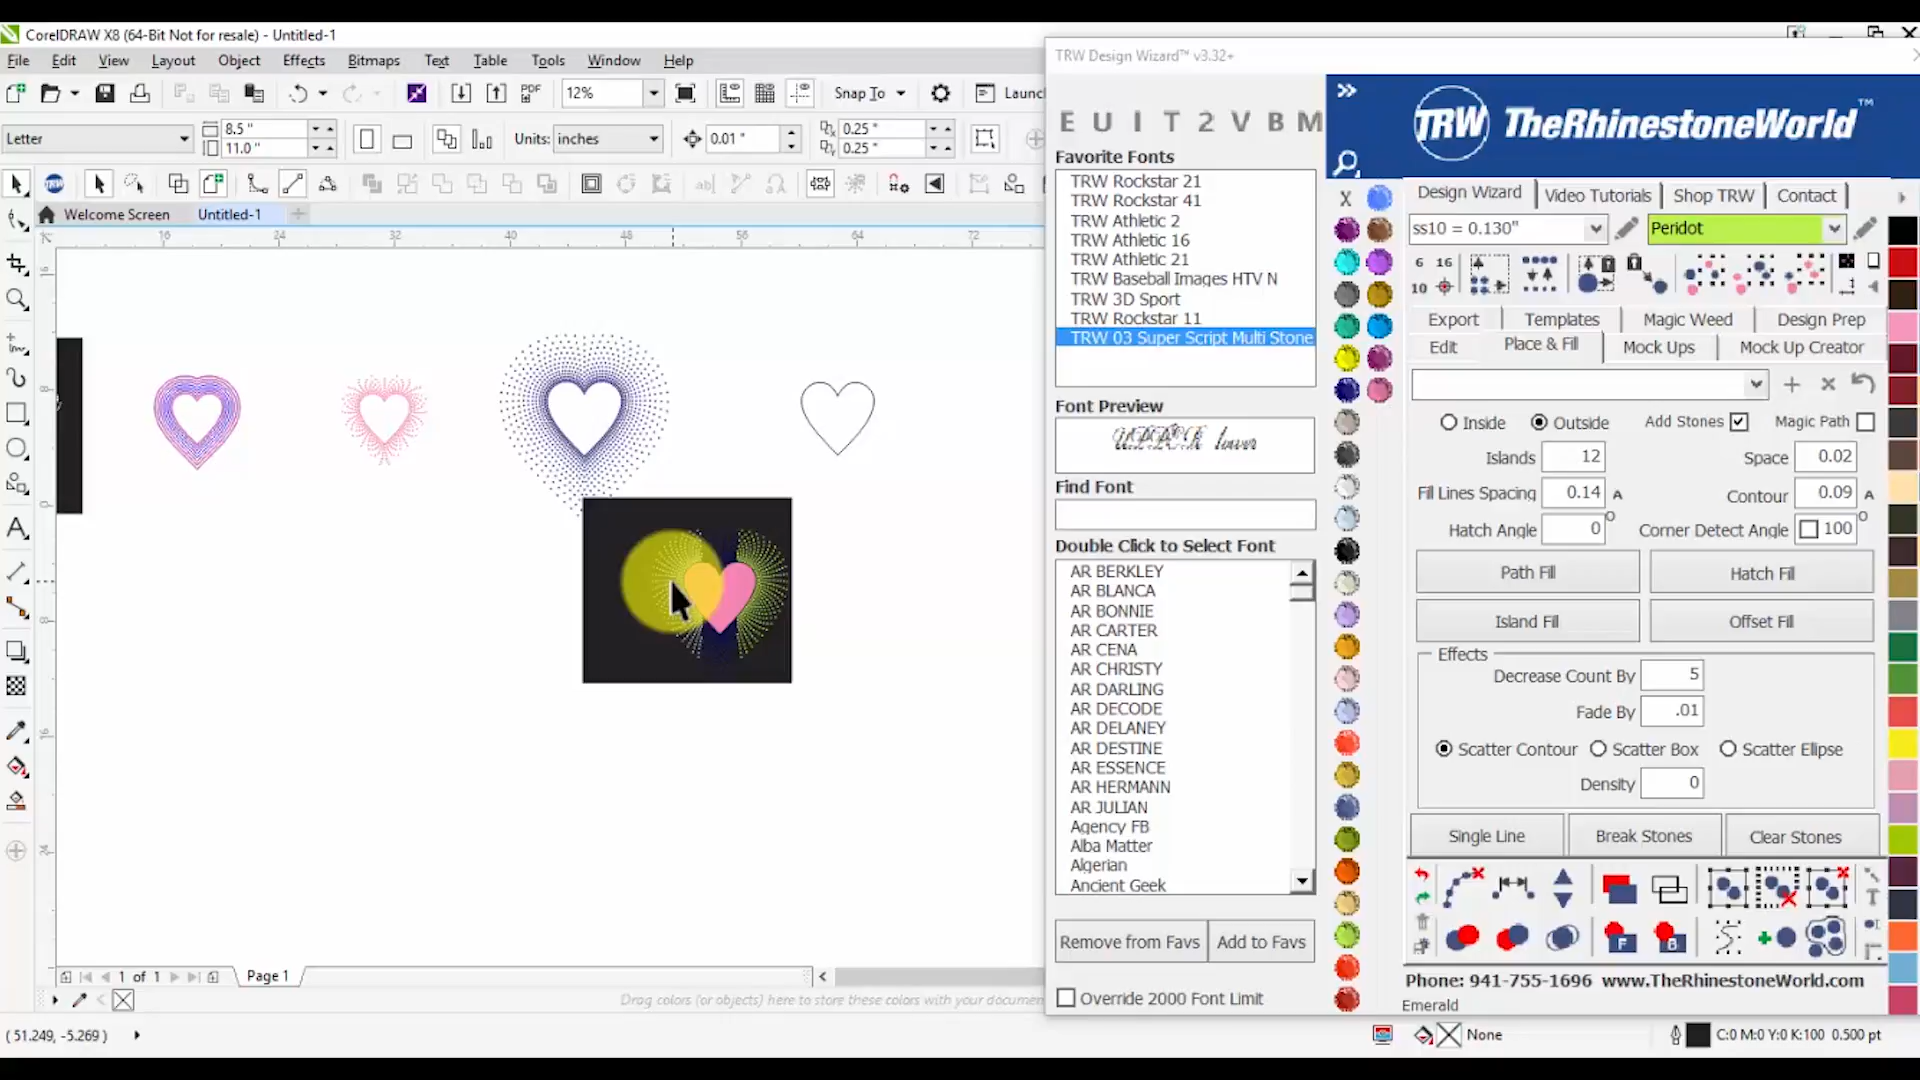 CorelDRAW X8 (64-Bit Not for resale) - Untitled-1
File Edit View Layout Object Effects Bitmaps Text Table Tools Window Help
PDF 12% Snap To Launc
Letter 8.5 " 11.0 " Units: inches 0.01 " 0.25 " 0.25 "
Welcome Screen Untitled-1
16 24 32 40 48 56 64 72
TRW Design Wizard™ v3.32+
E U I T 2 V B M
Favorite Fonts
TRW Rockstar 21
TRW Rockstar 41
TRW Athletic 2
TRW Athletic 16
TRW Athletic 21
TRW Baseball Images HTV N
TRW 3D Sport
TRW Rockstar 11
TRW 03 Super Script Multi Stone
Font Preview
Find Font
Double Click to Select Font
AR BERKLEY
AR BLANCA
AR BONNIE
AR CARTER
AR CENA
AR CHRISTY
AR DARLING
AR DECODE
AR DELANEY
AR DESTINE
AR ESSENCE
AR HERMANN
AR JULIAN
Agency FB
Alba Matter
Algerian
Ancient Geek
Remove from Favs Add to Favs
Override 2000 Font Limit
TRW TheRhinestoneWorld™
Design Wizard Video Tutorials Shop TRW Contact
ss10 = 0.130" Peridot
6 16
10
Export Templates Magic Weed Design Prep
Edit Place & Fill Mock Ups Mock Up Creator
Inside Outside Add Stones Magic Path
Islands 12 Space 0.02
Fill Lines Spacing 0.14 A Contour 0.09 A
Hatch Angle 0 Corner Detect Angle 100
Path Fill Hatch Fill
Island Fill Offset Fill
Effects
Decrease Count By 5
Fade By .01
Scatter Contour Scatter Box Scatter Elipse
Density 0
Single Line Break Stones Clear Stones
Phone: 941-755-1696 www.TheRhinestoneWorld.com
Emerald
1 of 1 Page 1
Drag colors (or objects) here to store these colors with your documen
( 51.249, -5.269 ) None C:0 M:0 Y:0 K:100 0.500 pt